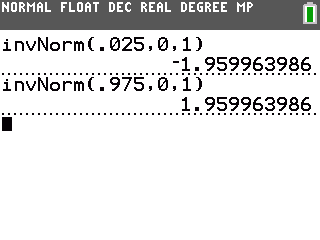 NORMAL FLOAT DEC REAL DEGREE MP
invNorm(.025,0,1)
-1.959963986
invNorm(.975,0,1)
1.959963986